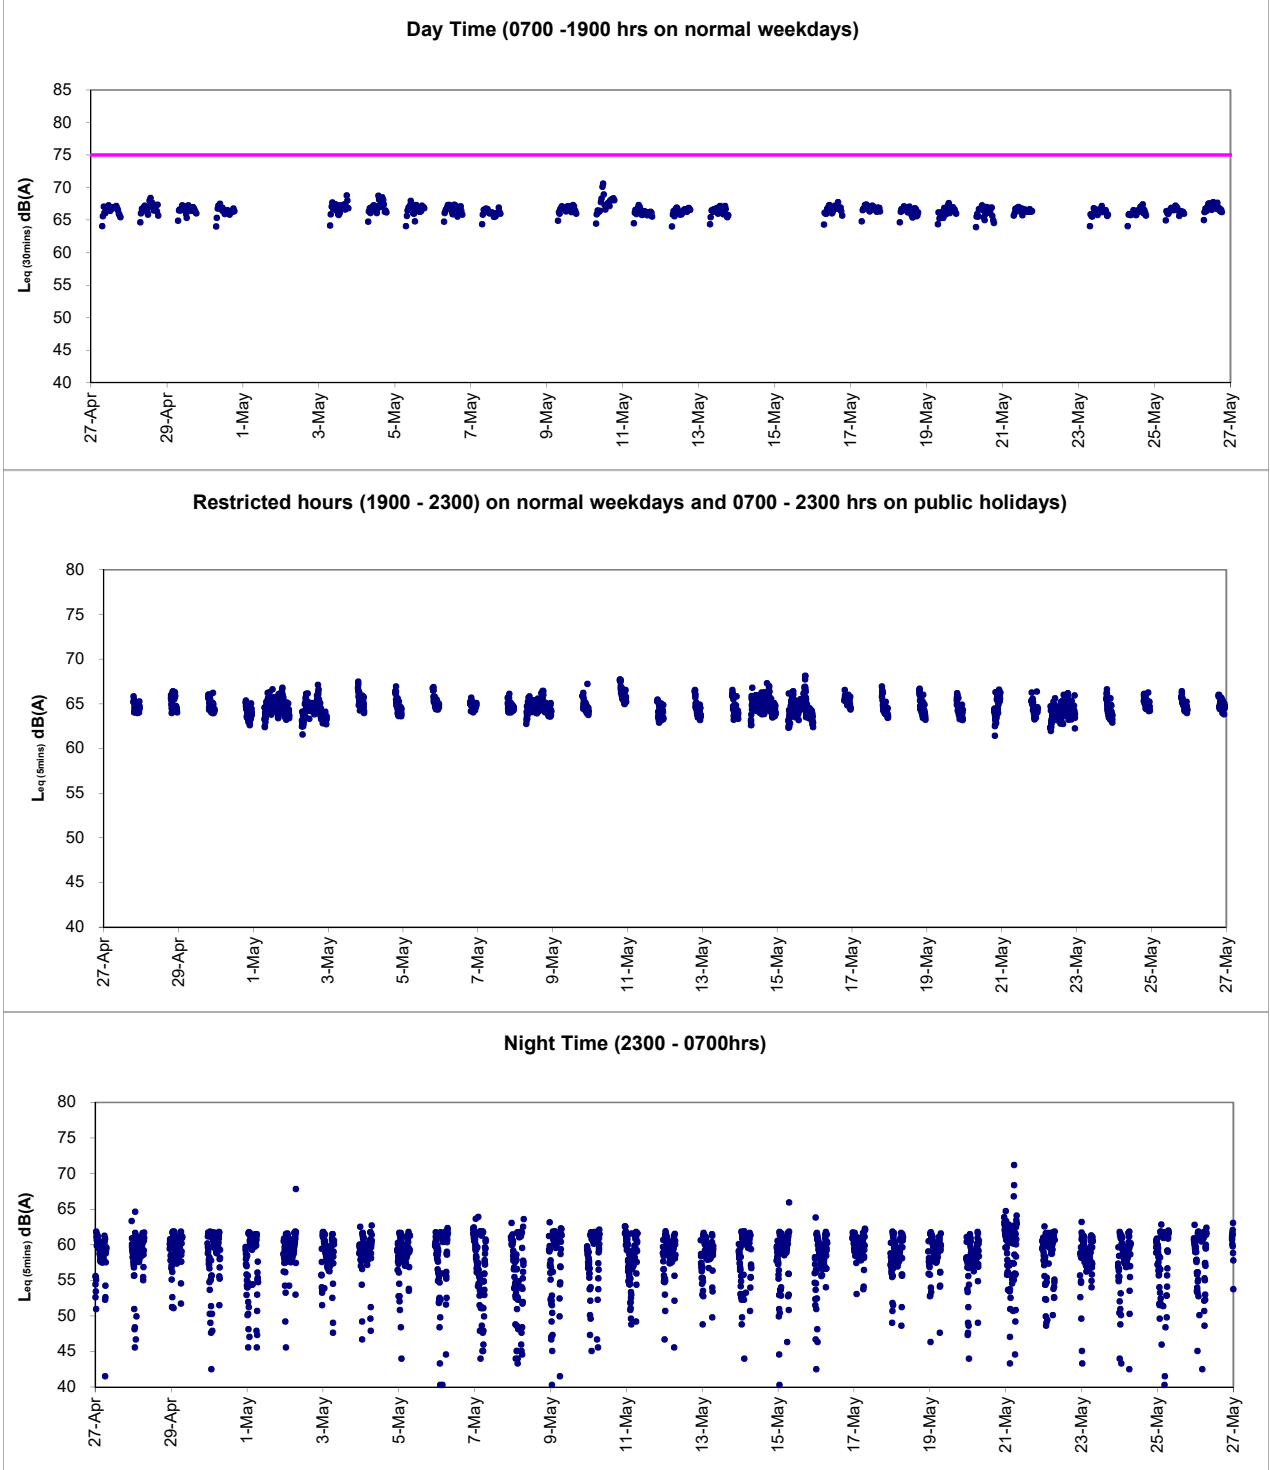 Day Time (0700 -1900 hrs on normal weekdays)
85
80
75
70
65
60
55
50
45
40
Leq (30mins) dB(A)
27-Apr
29-Apr
1-May
3-May
5-May
7-May
9-May
11-May
13-May
15-May
17-May
19-May
21-May
23-May
25-May
27-May
Restricted hours (1900 - 2300) on normal weekdays and 0700 - 2300 hrs on public holidays)
80
75
70
65
60
55
50
45
40
Leq (5mins) dB(A)
27-Apr
29-Apr
1-May
3-May
5-May
7-May
9-May
11-May
13-May
15-May
17-May
19-May
21-May
23-May
25-May
27-May
Night Time (2300 - 0700hrs)
80
75
70
65
60
55
50
45
40
Leq (5mins) dB(A)
27-Apr
29-Apr
1-May
3-May
5-May
7-May
9-May
11-May
13-May
15-May
17-May
19-May
21-May
23-May
25-May
27-May